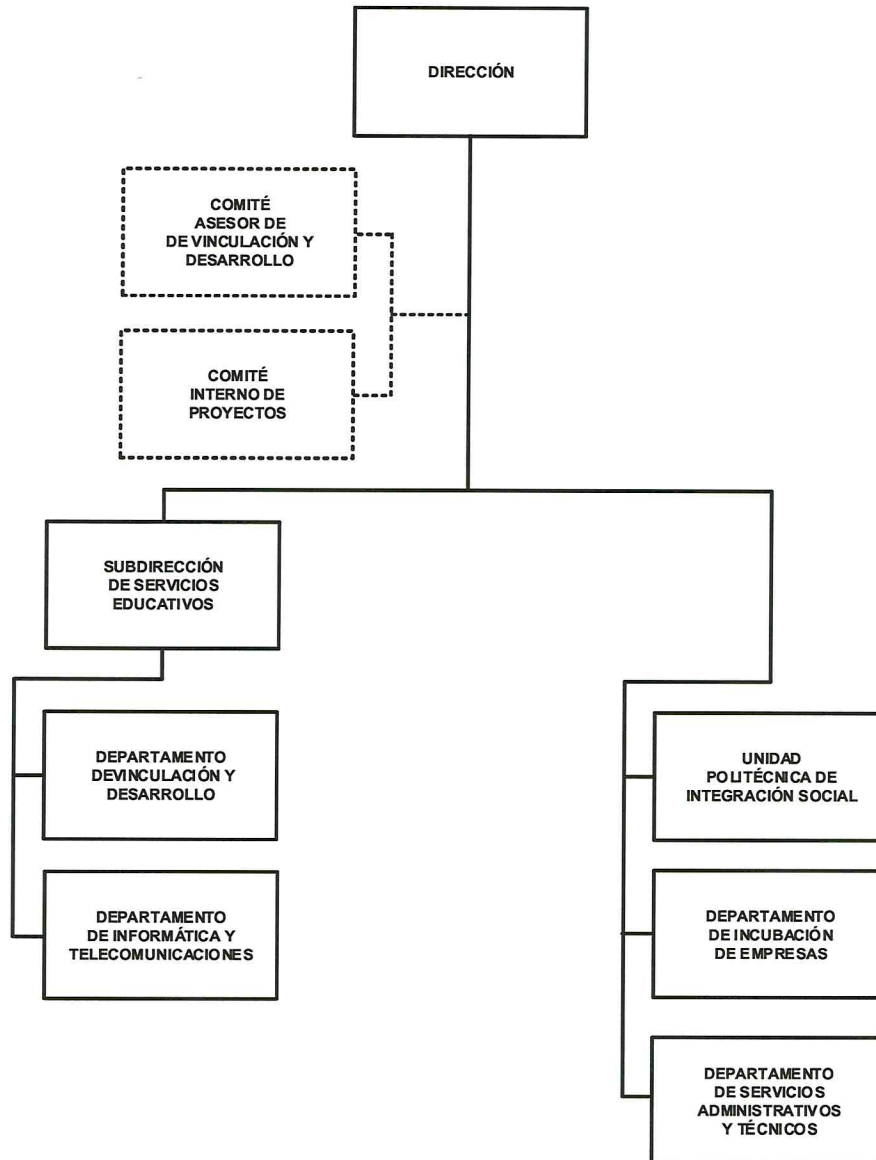 DIRECCIÓN
COMITÉ
ASESOR DE
DE VINCULACIÓN Y
DESARROLLO
COMITÉ
INTERNO DE
PROYECTOS
SUBDIRECCIÓN
DE SERVICIOS
EDUCATIVOS
DEPARTAMENTO
DEVINCULACIÓN Y
DESARROLLO
DEPARTAMENTO
DE INFORMÁTICA Y
TELECOMUNICACIONES
UNIDAD
POLITÉCNICA DE
INTEGRACIÓN SOCIAL
DEPARTAMENTO
DE INCUBACIÓN
DE EMPRESAS
DEPARTAMENTO
DE SERVICIOS
ADMINISTRATIVOS
Y TÉCNICOS